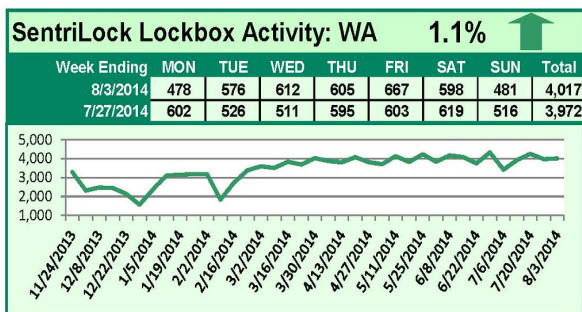 SentriLock Lockbox Activity: WA 1.1%
Week Ending MON TUE WED THU FRI SAT SUN Total
8/3/2014 478 576 612 605 667 598 481 4,017
7/27/2014 602 526 511 595 603 619 516 3,972
5,000
4,000
3,000
2,000
1,000
11/24/2013 12/8/2013 12/22/2013 1/5/2014 1/19/2014 2/2/2014 2/16/2014 3/2/2014 3/16/2014 3/30/2014 4/13/2014 4/27/2014 5/11/2014 5/25/2014 6/8/2014 6/22/2014 7/6/2014 7/20/2014 8/3/2014